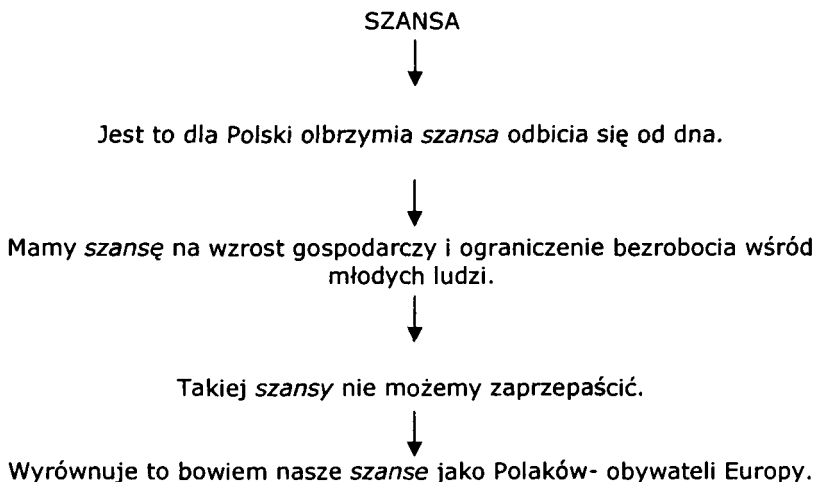 SZANSA
Jest to dla Polski olbrzymia szansa odbicia się od dna.
Mamy szansę na wzrost gospodarczy i ograniczenie bezrobocia wśród
młodych ludzi.
Takiej szansy nie możemy zaprzepaścić.
Wyrównuje to bowiem nasze szanse jako Polaków- obywateli Europy.